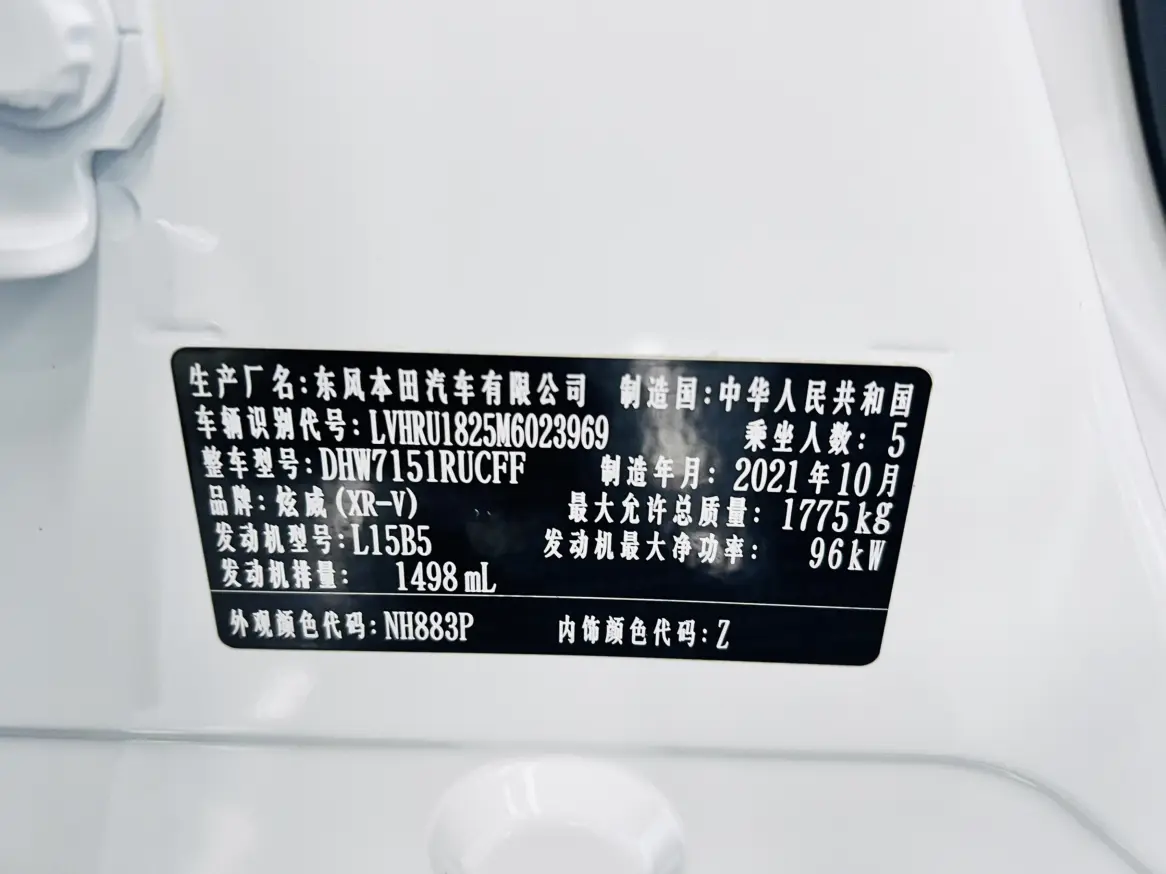 生产厂名:东风本田汽车有限公司 制造国:中华人民共和国
车辆识别代号:LVHRU1825M6023969 乘坐人数: 5
整车型号:DHW7151RUCFF 制造年月: 2021年10月
品牌: 炫威 (XR-V) 最大允许总质量: 1775kg
发动机型号:L15B5 发动机最大净功率: 96kW
发动机排量: 1498 mL
外观颜色代码:NH883P 内饰颜色代码:Z